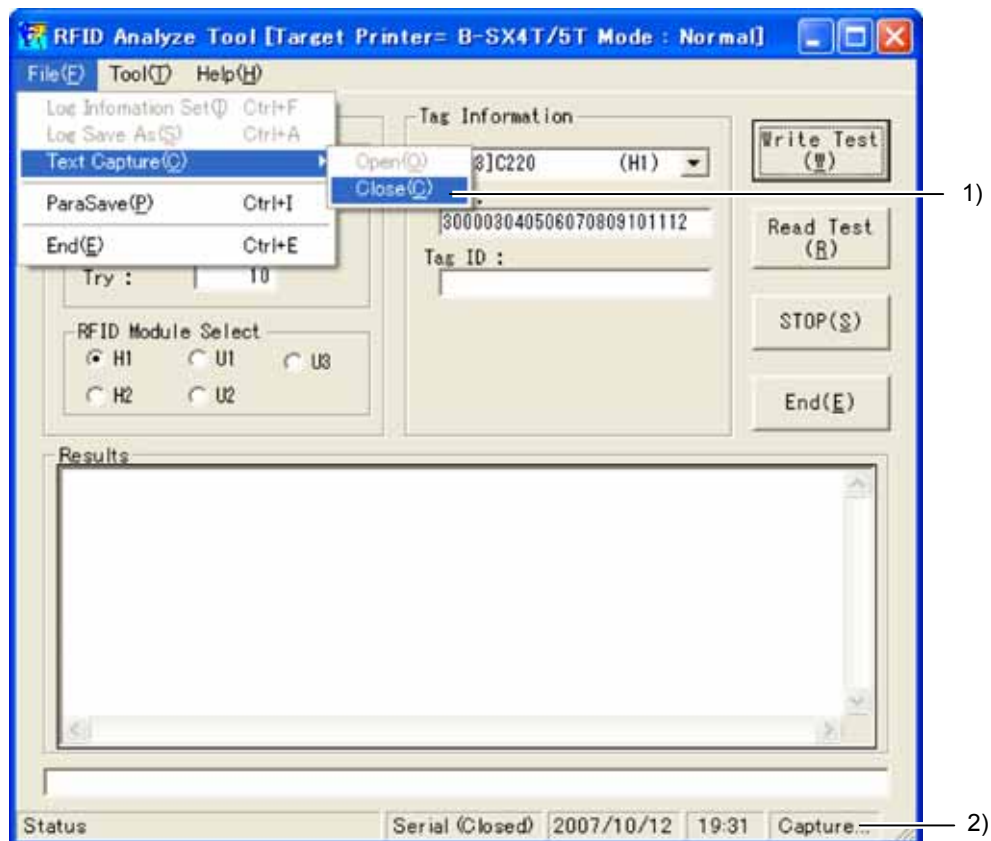 RFID Analyze Tool [Target Printer= B-SX4T/5T Mode : Normal]
File(F) Tool(T) Help(H)
Log Infomation Set(I) Ctrl+F
Log Save As(S) Ctrl+A
Text Capture(C)
Open(O)
Close(C)
1)
ParaSave(P) Ctrl+I
End(E) Ctrl+E
Try : 10
RFID Module Select
H1 U1 U3
H2 U2
Tag Information
]C220 (H1)
30000304050607080910​1112
Tag ID :
Write Test
(W)
Read Test
(R)
STOP(S)
End(E)
Results
Status Serial (Closed) 2007/10/12 19:31 Capture...
2)